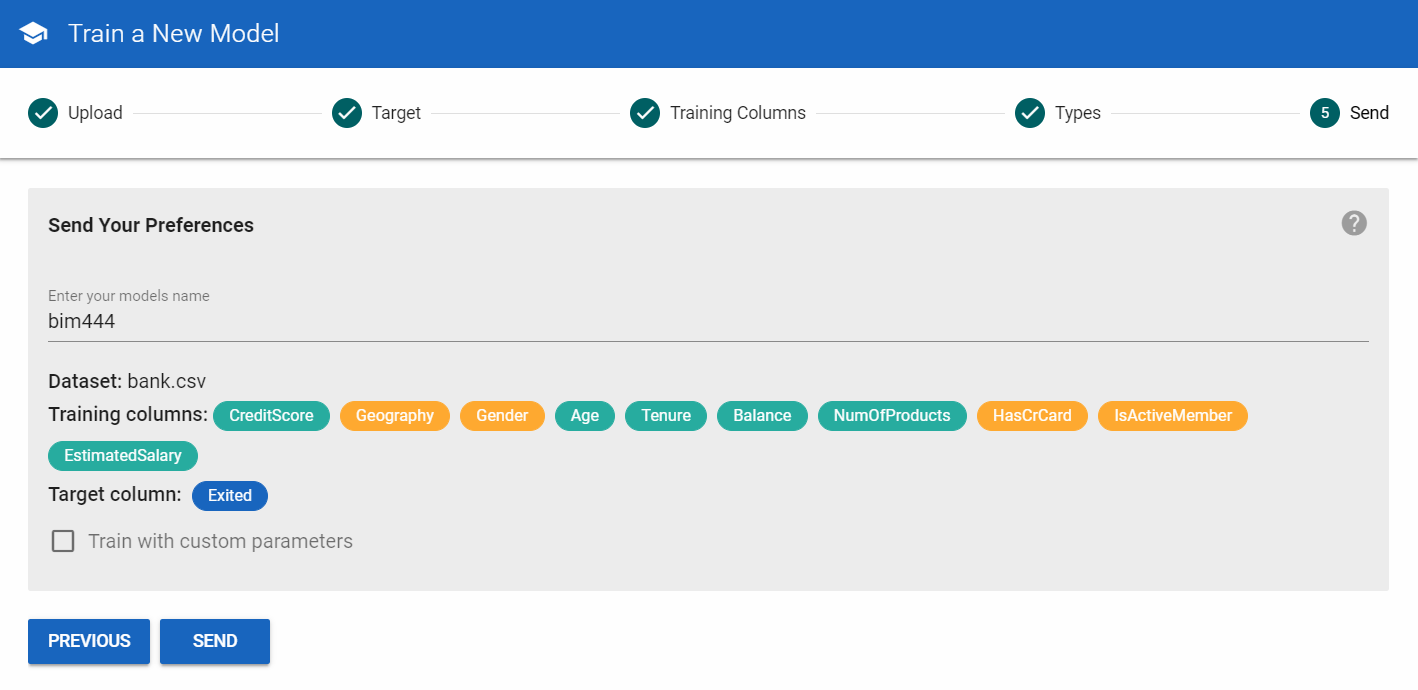 Train a New Model
Upload Target Training Columns Types 5 Send
Send Your Preferences ?
Enter your models name
bim444
Dataset: bank.csv
Training columns: CreditScore Geography Gender Age Tenure Balance NumOfProducts HasCrCard IsActiveMember
EstimatedSalary
Target column: Exited
Train with custom parameters
PREVIOUS SEND